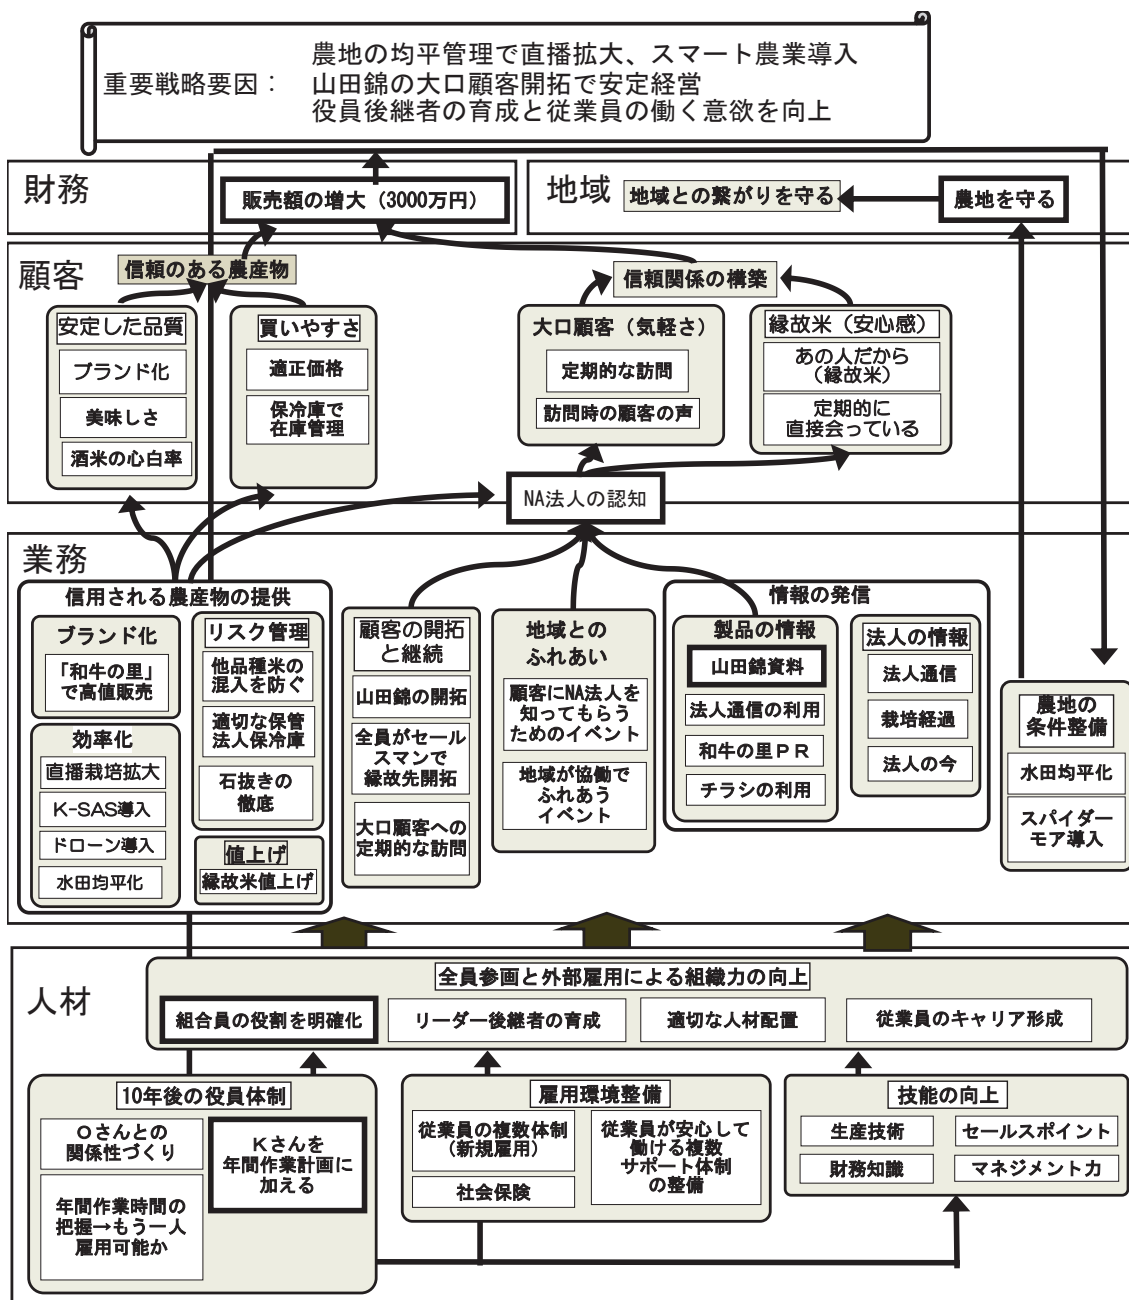 重要戦略要因：
農地の均平管理で直播拡大、スマート農業導入
山田錦の大口顧客開拓で安定経営
役員後継者の育成と従業員の働く意欲を向上
財務
販売額の増大（3000万円）
地域
地域との繋がりを守る
農地を守る
顧客
信頼のある農産物
安定した品質
ブランド化
美味しさ
酒米の心白率
買いやすさ
適正価格
保冷庫で
在庫管理
信頼関係の構築
大口顧客（気軽さ）
定期的な訪問
訪問時の顧客の声
縁故米（安心感）
あの人だから
（縁故米）
定期的に
直接会っている
NA法人の認知
業務
信用される農産物の提供
ブランド化
「和牛の里」
で高値販売
効率化
直播栽培拡大
K-SAS導入
ドローン導入
水田均平化
リスク管理
他品種米の
混入を防ぐ
適切な保管
法人保冷庫
石抜きの
徹底
値上げ
縁故米値上げ
顧客の開拓
と継続
山田錦の開拓
全員がセール
スマンで
縁故先開拓
大口顧客への
定期的な訪問
地域との
ふれあい
顧客にNA法人を
知ってもらう
ためのイベント
地域が協働で
ふれあう
イベント
情報の発信
製品の情報
山田錦資料
法人通信の利用
和牛の里ＰＲ
チラシの利用
法人の情報
法人通信
栽培経過
法人の今
農地の
条件整備
水田均平化
スパイダー
モア導入
人材
全員参画と外部雇用による組織力の向上
組合員の役割を明確化
リーダー後継者の育成
適切な人材配置
従業員のキャリア形成
10年後の役員体制
Oさんとの
関係性づくり
年間作業時間の
把握→もう一人
雇用可能か
Kさんを
年間作業計画に
加える
雇用環境整備
従業員の複数体制
（新規雇用）
社会保険
従業員が安心して
働ける複数
サポート体制
の整備
技能の向上
生産技術
セールスポイント
財務知識
マネジメント力